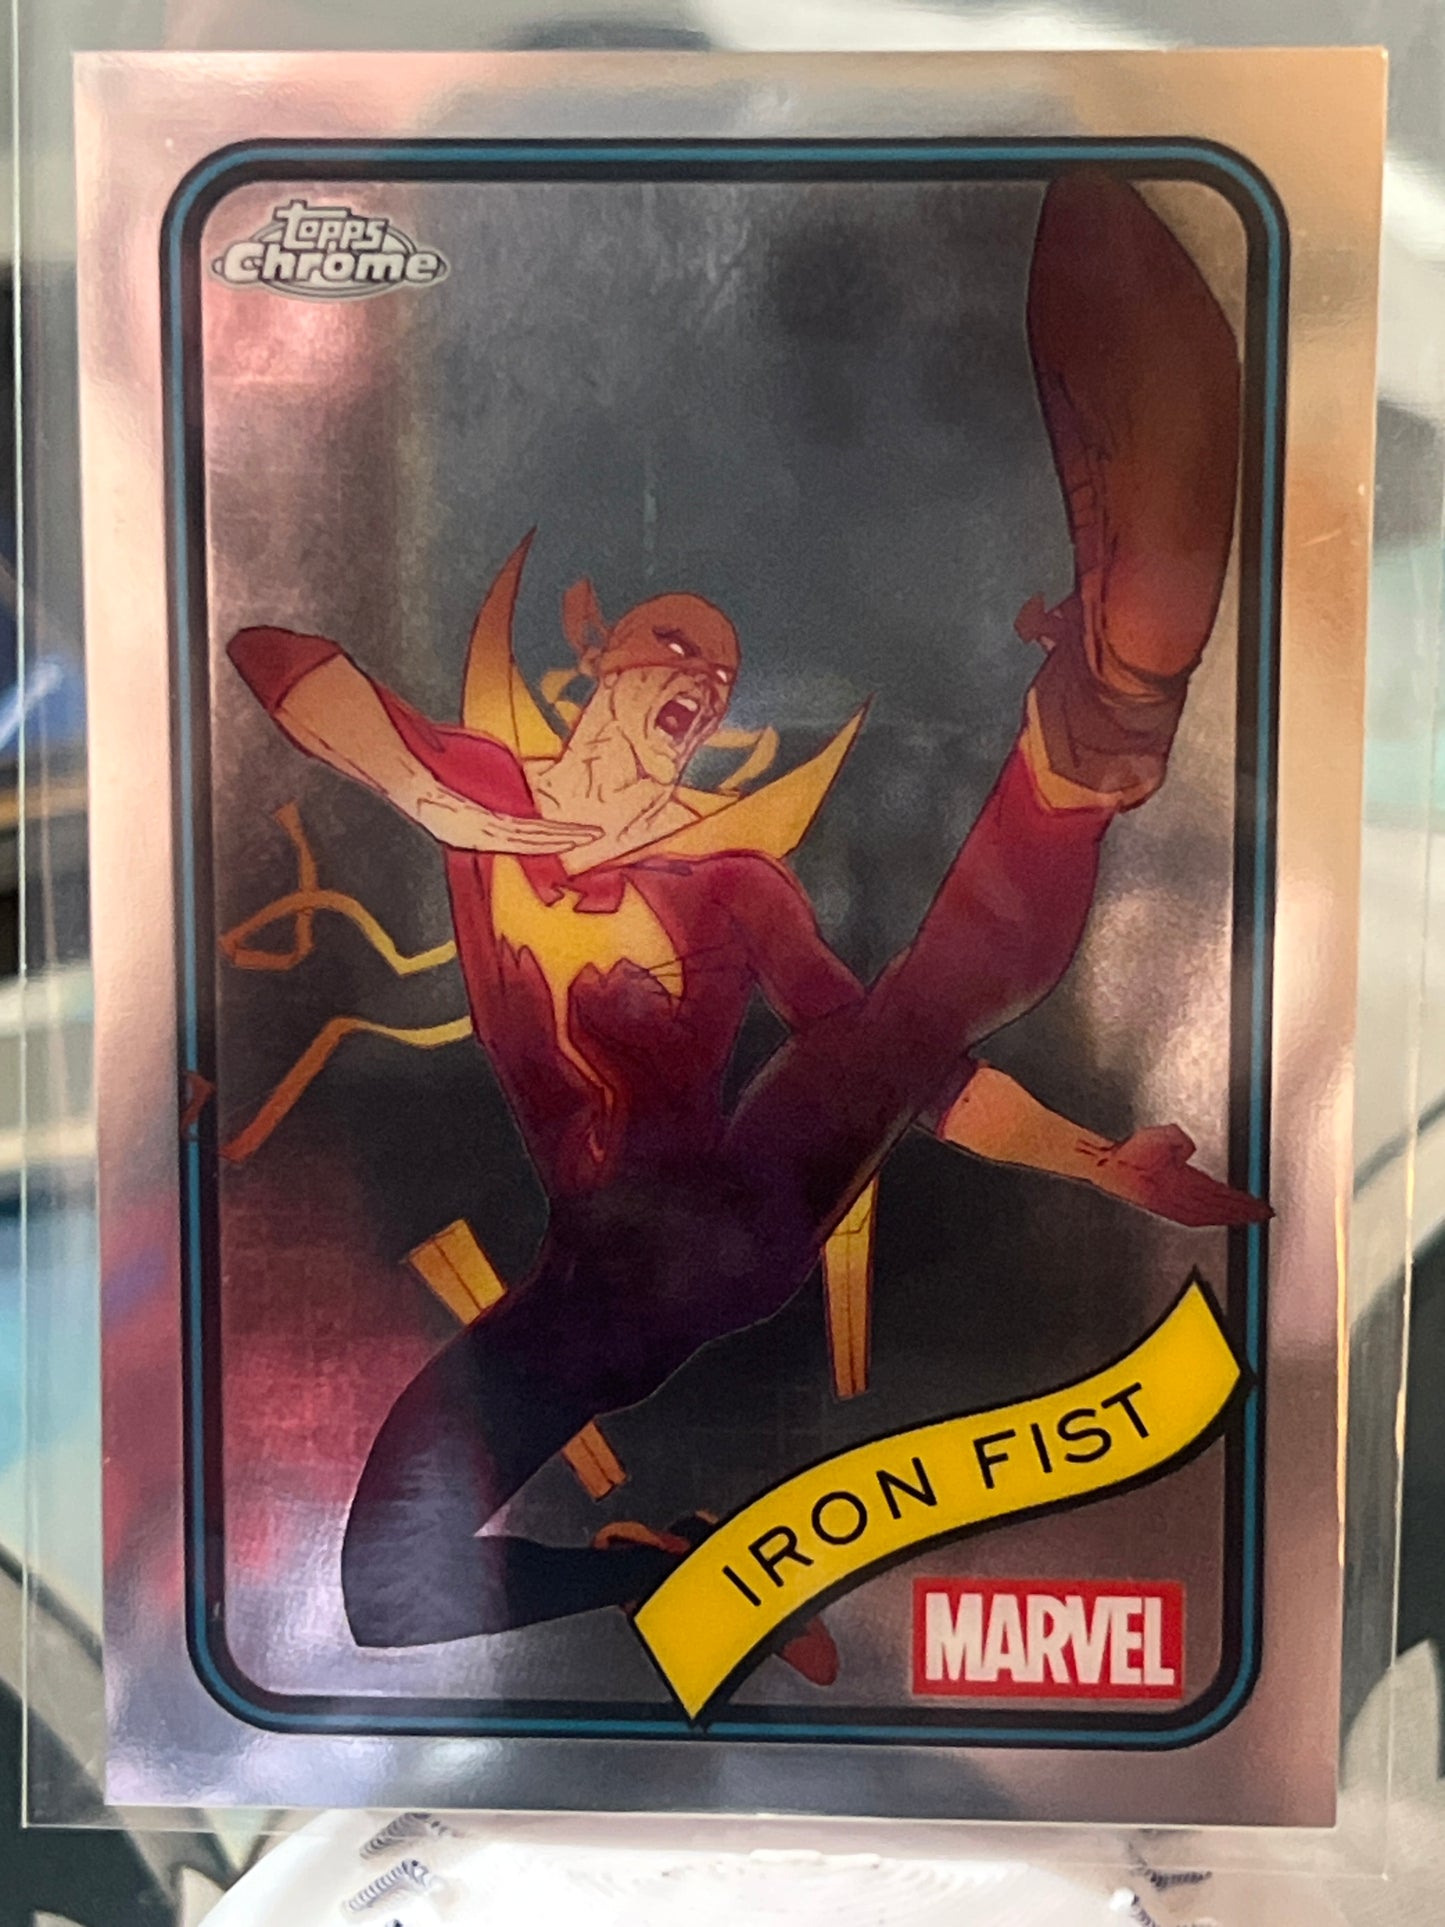 Topps
Chrome
IRON FIST
MARVEL